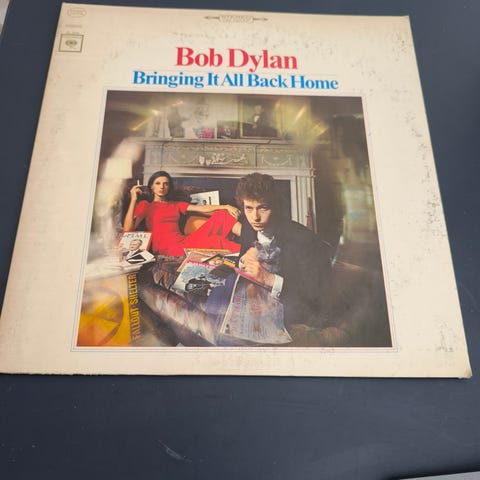 STEREO
Bob Dylan
Bringing It All Back Home
FALLOUT SHELTER